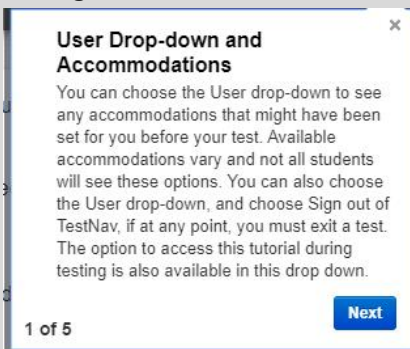 User Drop-down and
Accommodations
You can choose the User drop-down to see
any accommodations that might have been
set for you before your test. Available
accommodations vary and not all students
will see these options. You can also choose
the User drop-down, and choose Sign out of
TestNav, if at any point, you must exit a test.
The option to access this tutorial during
testing is also available in this drop down.
Next
1 of 5